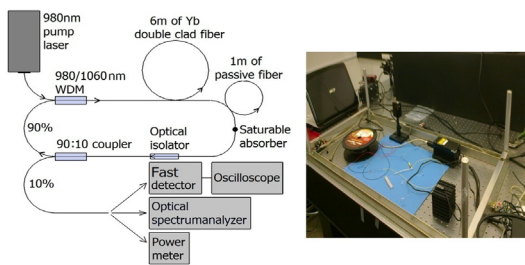 980nm
pump
laser
6m of Yb
double clad fiber
1m of
passive fiber
980/1060nm
WDM
90%
Optical
isolator
Saturable
absorber
90:10 coupler
10%
Fast
detector
Oscilloscope
Optical
spectrumanalyzer
Power
meter